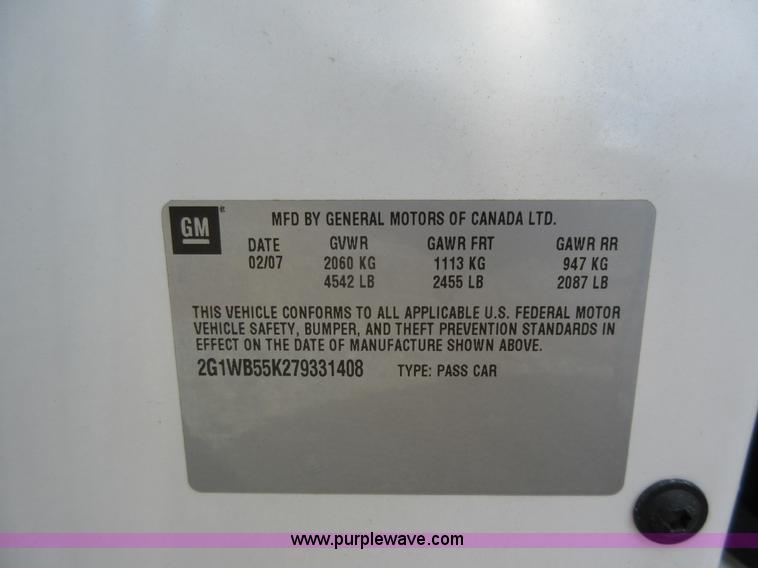 GM
MFD BY GENERAL MOTORS OF CANADA LTD.
DATE GVWR GAWR FRT GAWR RR
02/07 2060 KG 1113 KG 947 KG
4542 LB 2455 LB 2087 LB
THIS VEHICLE CONFORMS TO ALL APPLICABLE U.S. FEDERAL MOTOR
VEHICLE SAFETY, BUMPER, AND THEFT PREVENTION STANDARDS IN
EFFECT ON THE DATE OF MANUFACTURE SHOWN ABOVE.
2G1WB55K279331408 TYPE: PASS CAR
www.purplewave.com